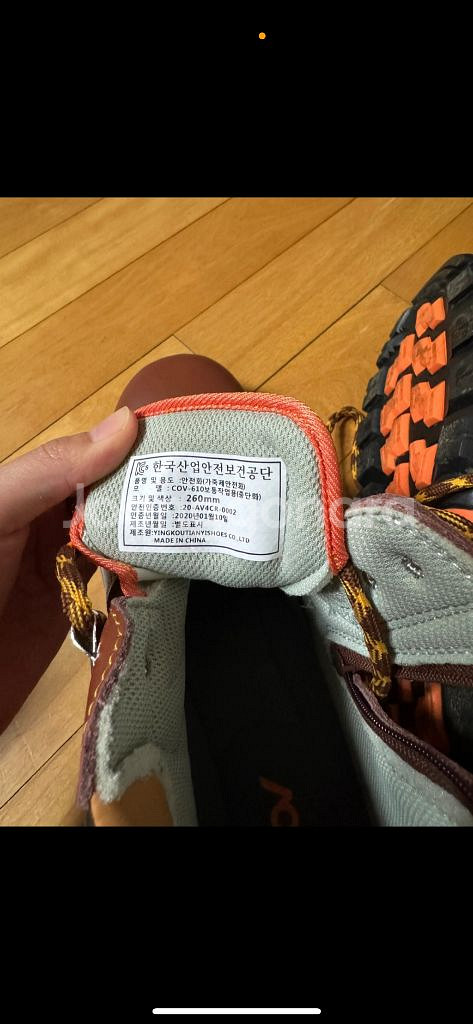 KCs 한국산업안전보건공단
품명 및 용도 :안전화(가죽제안전화)
모 델 : COV-610보통작업용(중단화)
크기 및 색상 : 260mm
안전인증번호 :20-AV4CR-0002
인증년월일 :2020년01월10일
제조년월일 :별도표시
제조원:YINGKOUTIANYISHOES CO.,LTD
MADE IN CHINA